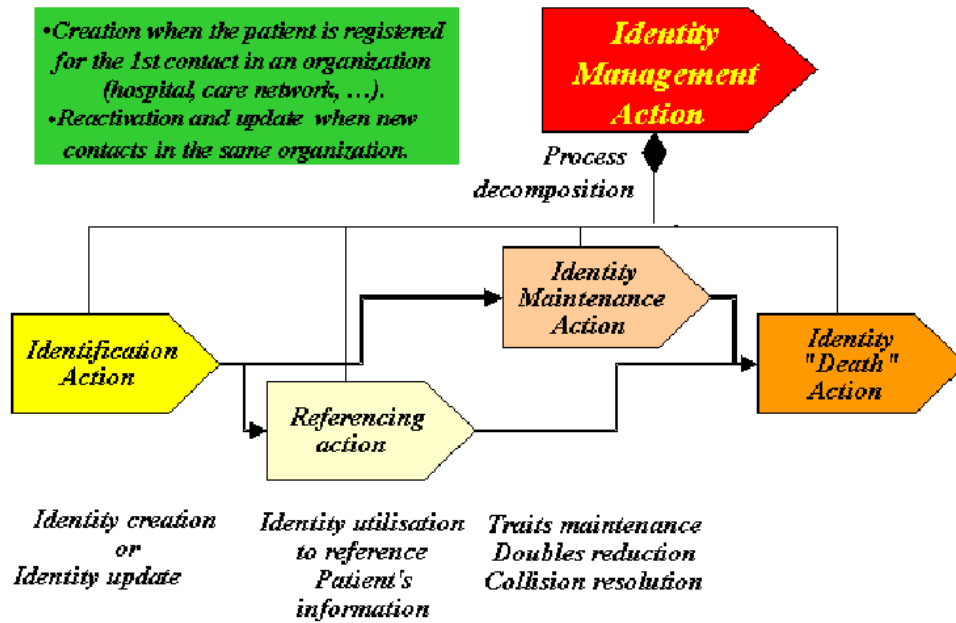 •Creation when the patient is registered
for the 1st contact in an organization
(hospital, care network, …).
•Reactivation and update when new
contacts in the same organization.
Identity
Management
Action
Process
decomposition
Identity
Maintenance
Action
Identification
Action
Identity
"Death"
Action
Referencing
action
Identity creation
or
Identity update
Identity utilisation
to reference
Patient's
information
Traits maintenance
Doubles reduction
Collision resolution